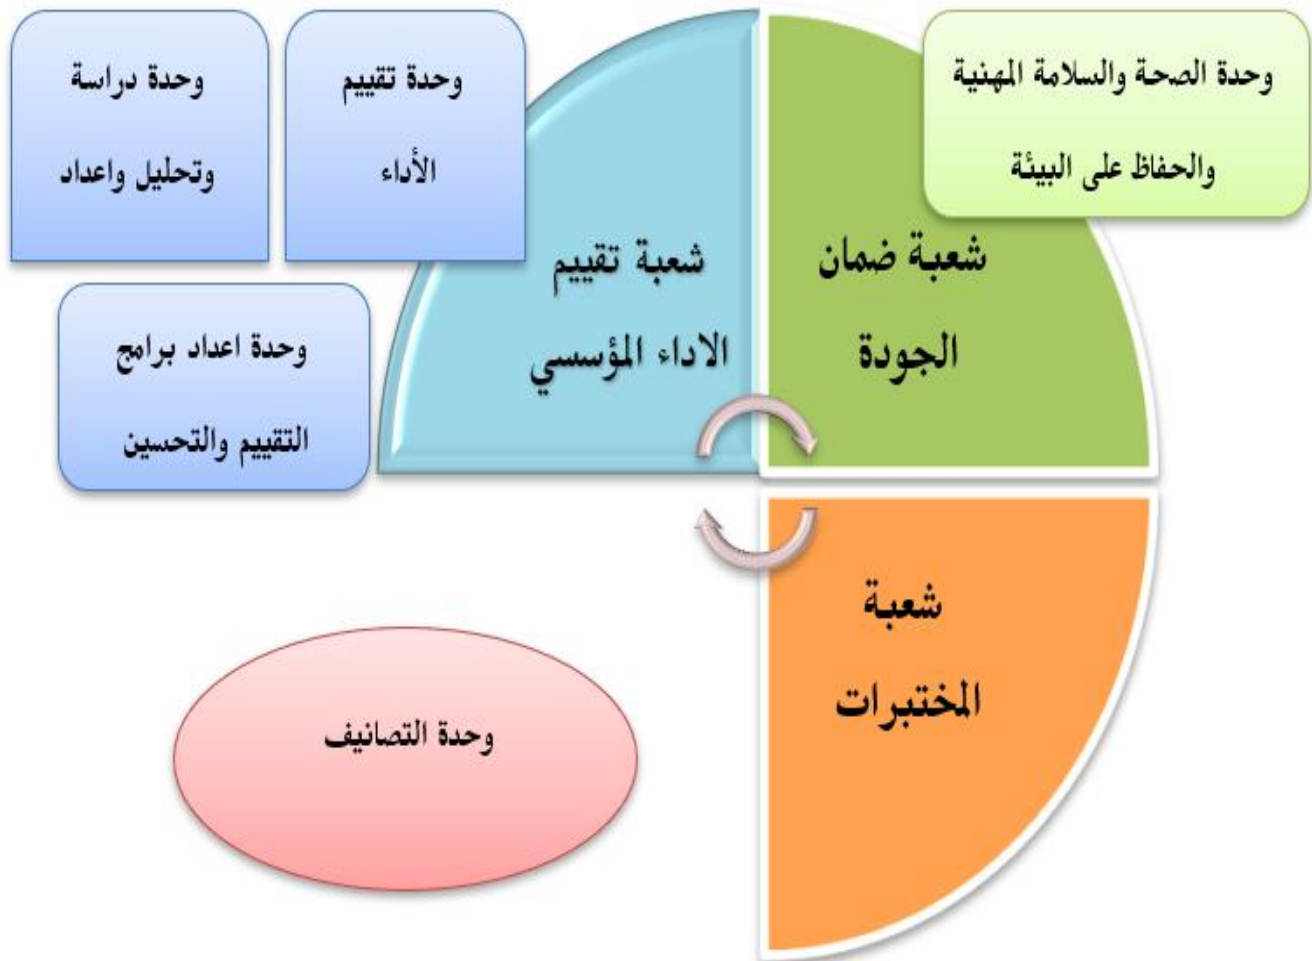 وحدة الصحة والسلامة المهنية
والحفاظ على البيئة
وحدة تقييم
الأداء
وحدة دراسة
وتحليل واعداد
شعبة ضمان
الجودة
شعبة تقييم
الاداء المؤسسي
وحدة اعداد برامج
التقييم والتحسين
شعبة
المختبرات
وحدة التصانيف